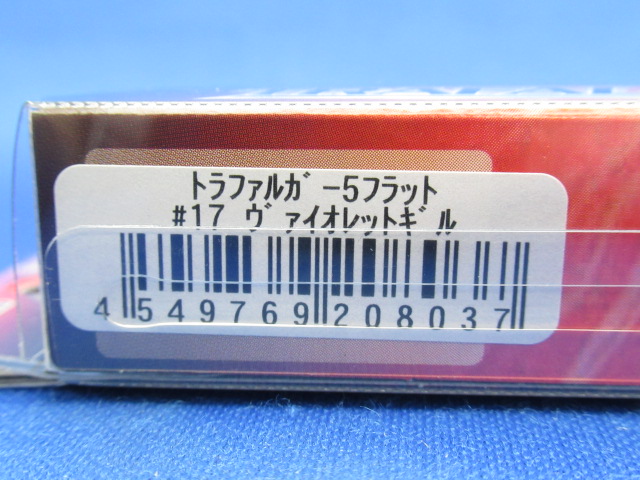 ﾄﾗﾌｧﾙｶﾞｰ5ﾌﾗｯﾄ
#17 ｳﾞｧｲｵﾚｯﾄｷﾞﾙ
4 549769 208037